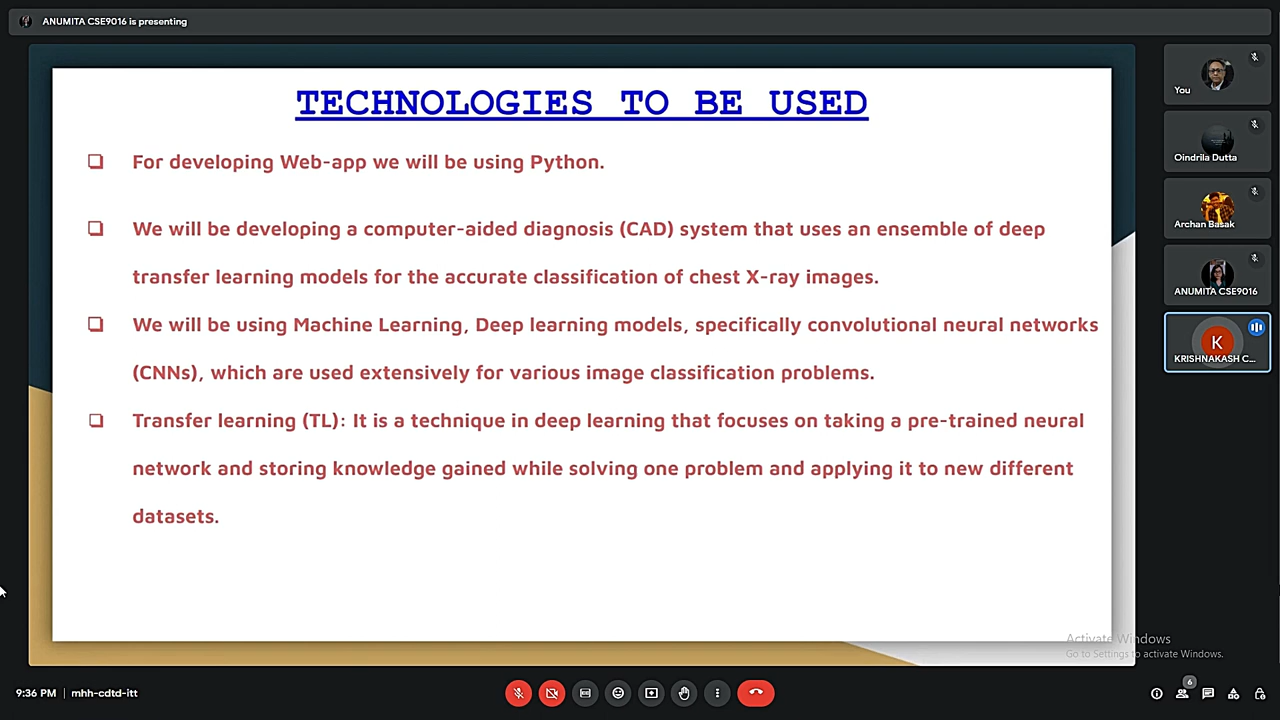 ANUMITA CSE9016 is presenting
TECHNOLOGIES TO BE USED
For developing Web-app we will be using Python.
We will be developing a computer-aided diagnosis (CAD) system that uses an ensemble of deep
transfer learning models for the accurate classification of chest X-ray images.
We will be using Machine Learning, Deep learning models, specifically convolutional neural networks
(CNNs), which are used extensively for various image classification problems.
Transfer learning (TL): It is a technique in deep learning that focuses on taking a pre-trained neural
network and storing knowledge gained while solving one problem and applying it to new different
datasets.
You
Oindrila Dutta
Archan Basak
ANUMITA CSE9016
K
KRISHNAKASH C...
Activate Windows
Go to Settings to activate Windows.
9:36 PM | mhh-cdtd-itt
6